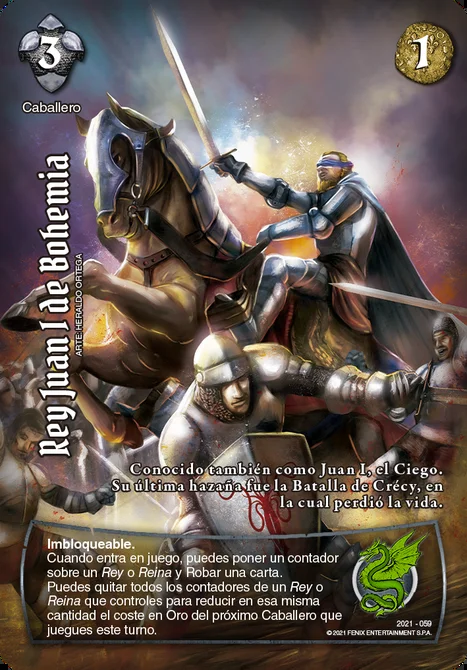 3
1
Caballero
Rey Juan I de Bohemia
ARTE: HERALDO ORTEGA
Conocido también como Juan I, el Ciego.
Su última hazaña fue la Batalla de Crécy, en
la cual perdió la vida.
Imbloqueable.
Cuando entra en juego, puedes poner un contador
sobre un Rey o Reina y Robar una carta.
Puedes quitar todos los contadores de un Rey o
Reina que controles para reducir en esa misma
cantidad el coste en Oro del próximo Caballero que
juegues este turno.
2021 - 059
© 2021 FENIX ENTERTAINMENT S.P.A.